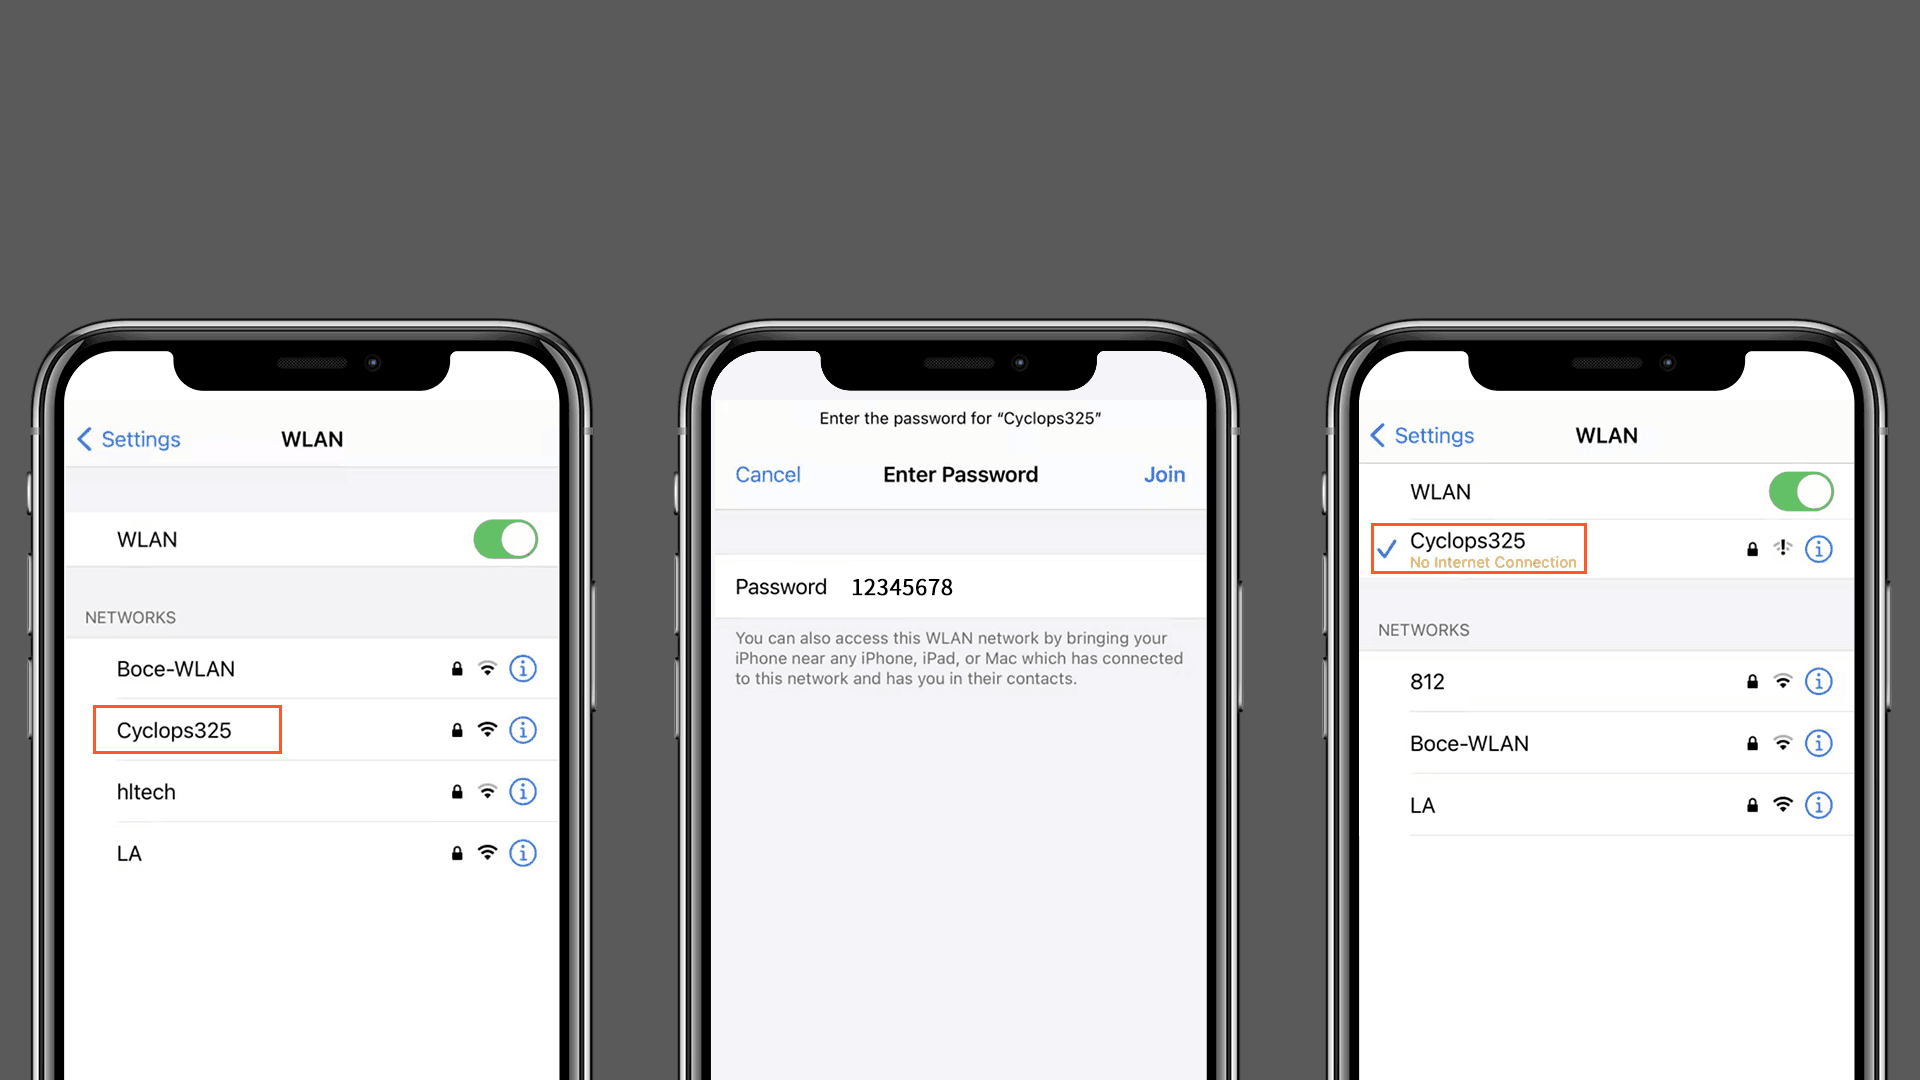 Settings
WLAN
WLAN
NETWORKS
Boce-WLAN
Cyclops325
hltech
LA
Enter the password for “Cyclops325”
Cancel
Enter Password
Join
Password 12345678
You can also access this WLAN network by bringing your
iPhone near any iPhone, iPad, or Mac which has connected
to this network and has you in their contacts.
Settings
WLAN
WLAN
Cyclops325
No Internet Connection
NETWORKS
812
Boce-WLAN
LA